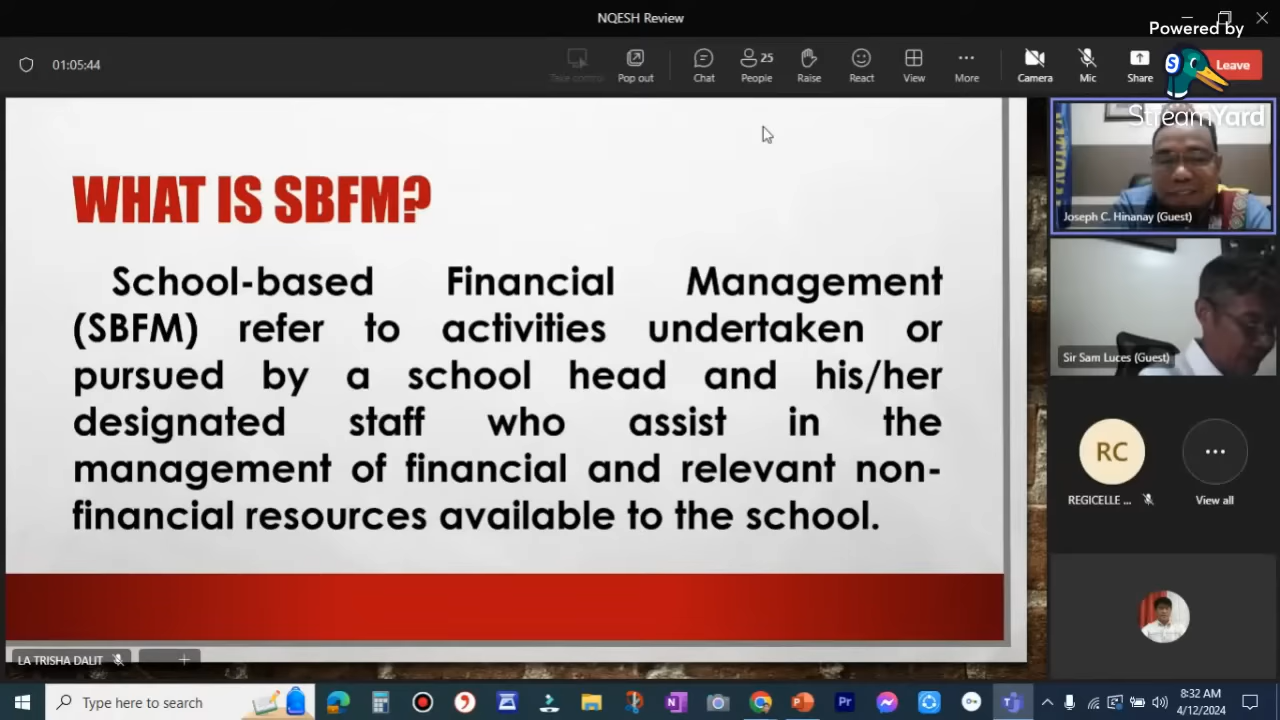 NQESH Review
Powered by
StreamYard
01:05:44
Take control
Pop out
Chat
25
People
Raise
React
View
More
Camera
Mic
Share
Leave
WHAT IS SBFM?
School-based Financial Management
(SBFM) refer to activities undertaken or
pursued by a school head and his/her
designated staff who assist in the
management of financial and relevant non-
financial resources available to the school.
Joseph C. Hinanay (Guest)
Sir Sam Luces (Guest)
RC
REGICELLE ...
View all
LA TRISHA DALIT
Type here to search
8:32 AM
4/12/2024